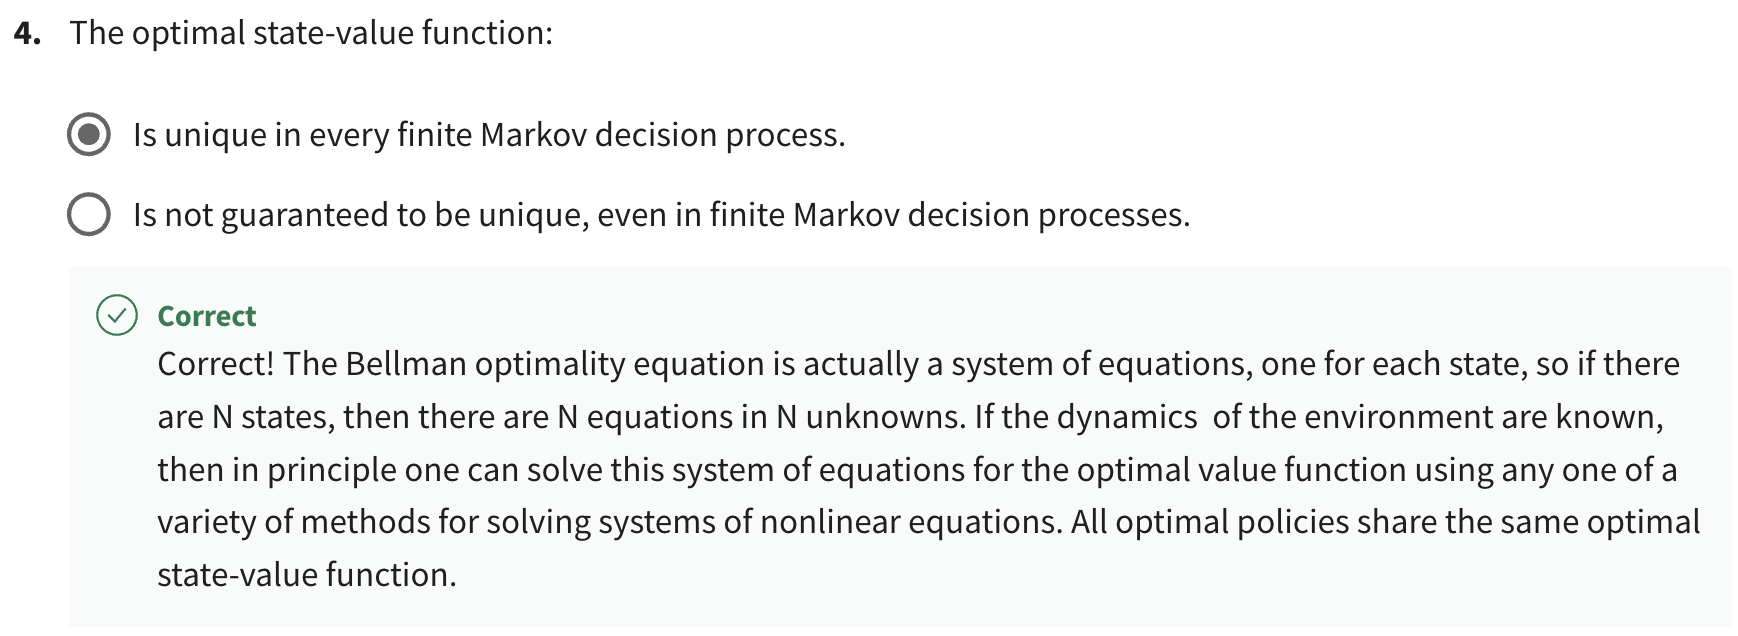 4. The optimal state-value function:
Is unique in every finite Markov decision process.
Is not guaranteed to be unique, even in finite Markov decision processes.
Correct
Correct! The Bellman optimality equation is actually a system of equations, one for each state, so if there
are N states, then there are N equations in N unknowns. If the dynamics  of the environment are known,
then in principle one can solve this system of equations for the optimal value function using any one of a
variety of methods for solving systems of nonlinear equations. All optimal policies share the same optimal
state-value function.